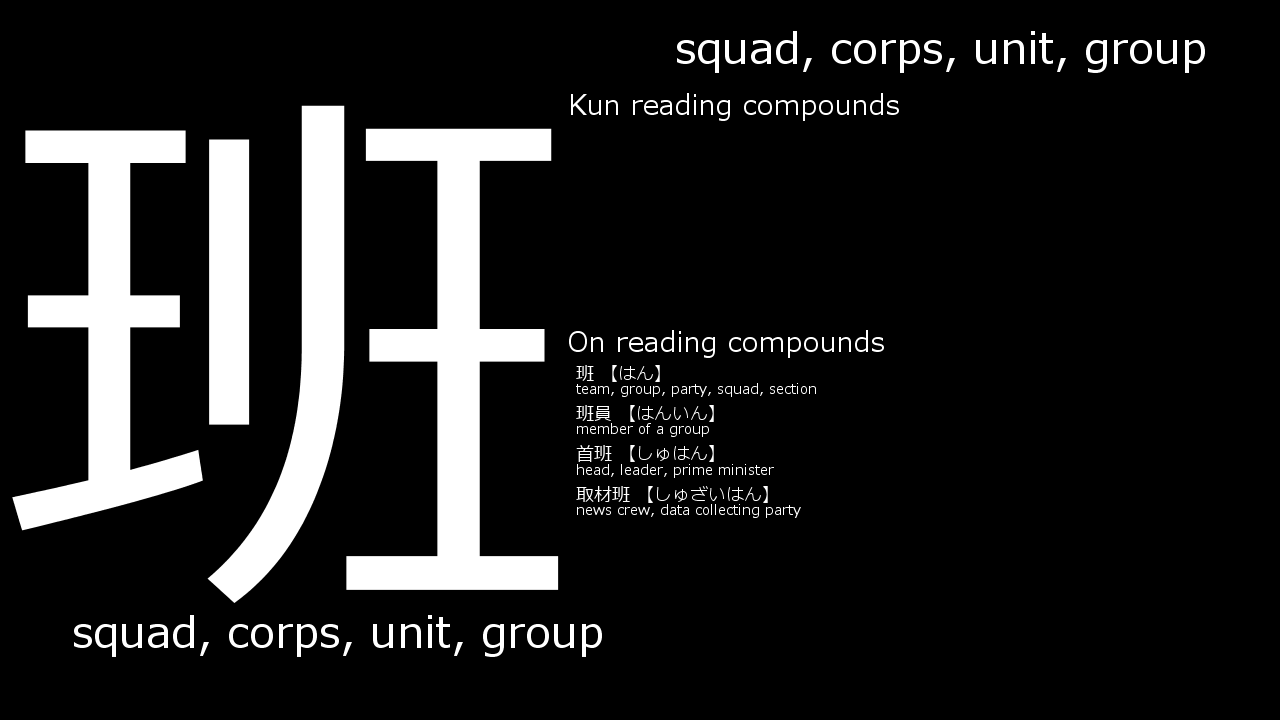 squad, corps, unit, group
班
Kun reading compounds
On reading compounds
班 【はん】
team, group, party, squad, section
班員 【はんいん】
member of a group
首班 【しゅはん】
head, leader, prime minister
取材班 【しゅざいはん】
news crew, data collecting party
squad, corps, unit, group